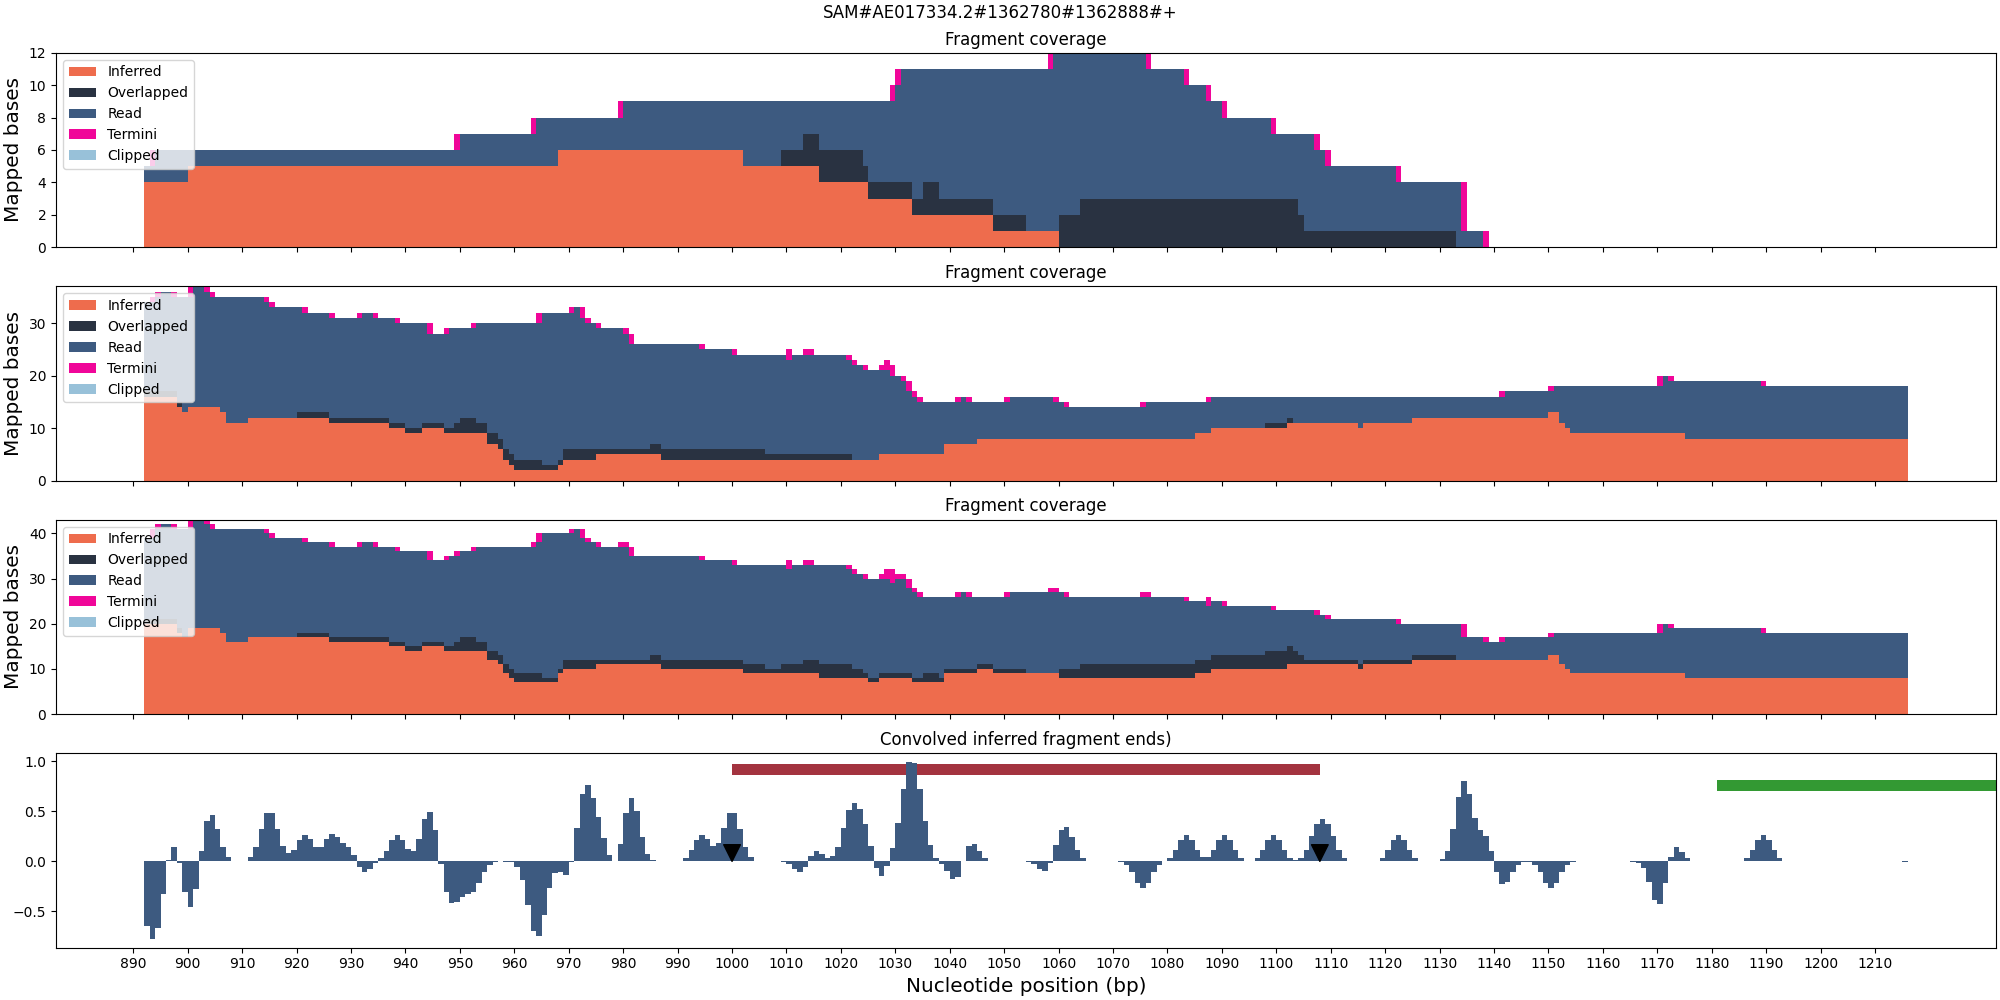 SAM#AE017334.2#1362780#1362888#+
Fragment coverage
12
10
8
6
4
2
0
Mapped bases
Inferred
Overlapped
Read
Termini
Clipped
Fragment coverage
30
20
10
0
Mapped bases
Inferred
Overlapped
Read
Termini
Clipped
Fragment coverage
40
30
20
10
0
Mapped bases
Inferred
Overlapped
Read
Termini
Clipped
Convolved inferred fragment ends)
1.0
0.5
0.0
−0.5
890 900 910 920 930 940 950 960 970 980 990 1000 1010 1020 1030 1040 1050 1060 1070 1080 1090 1100 1110 1120 1130 1140 1150 1160 1170 1180 1190 1200 1210
Nucleotide position (bp)